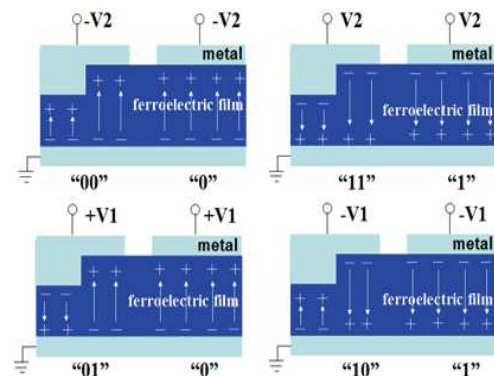 -V2 -V2
metal
ferroelectric film
"00" "0"
V2 V2
metal
ferroelectric film
"11" "1"
+V1 +V1
metal
ferroelectric film
"01" "0"
-V1 -V1
metal
ferroelectric film
"10" "1"